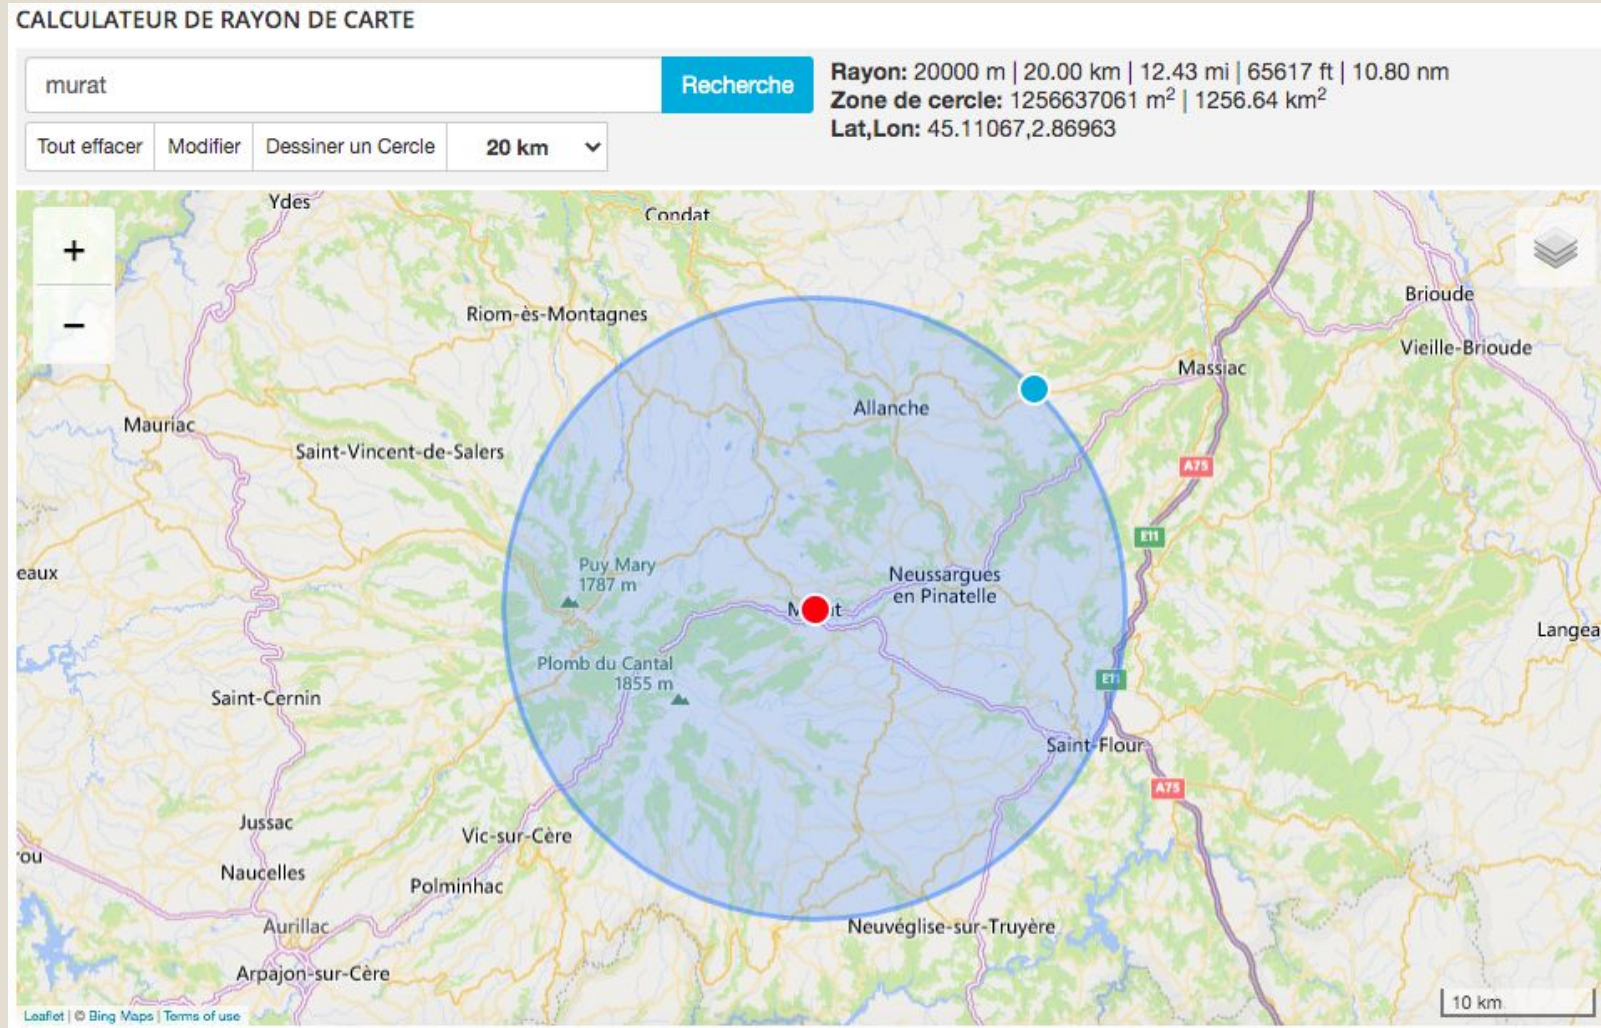 CALCULATEUR DE RAYON DE CARTE
murat
Recherche
Rayon: 20000 m | 20.00 km | 12.43 mi | 65617 ft | 10.80 nm
Zone de cercle: 1256637061 m² | 1256.64 km²
Lat,Lon: 45.11067,2.86963
Tout effacer
Modifier
Dessiner un Cercle
20 km
+
−
Ydes
Condat
Riom-ès-Montagnes
Brioude
Vieille-Brioude
Massiac
Allanche
Mauriac
Saint-Vincent-de-Salers
A75
E11
eaux
Puy Mary
1787 m
Neussargues
en Pinatelle
Langea
Plomb du Cantal
1855 m
E11
Saint-Cernin
Saint-Flour
A75
Jussac
Vic-sur-Cère
ou
Naucelles
Polminhac
Aurillac
Neuvéglise-sur-Truyère
Arpajon-sur-Cère
10 km
Leaflet | © Bing Maps | Terms of use